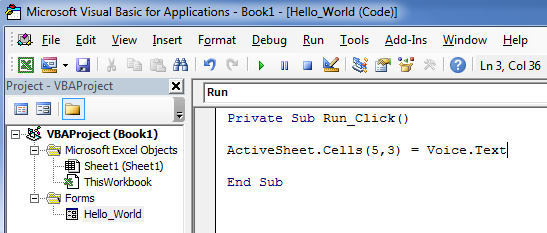 Microsoft Visual Basic for Applications - Book1 - [Hello_World (Code)]
File Edit View Insert Format Debug Run Tools Add-Ins Window Help
Ln 3, Col 36
Project - VBAProject
Run
VBAProject (Book1)
Microsoft Excel Objects
Sheet1 (Sheet1)
ThisWorkbook
Forms
Hello_World
Private Sub Run_Click()
ActiveSheet.Cells(5,3) = Voice.Text
End Sub